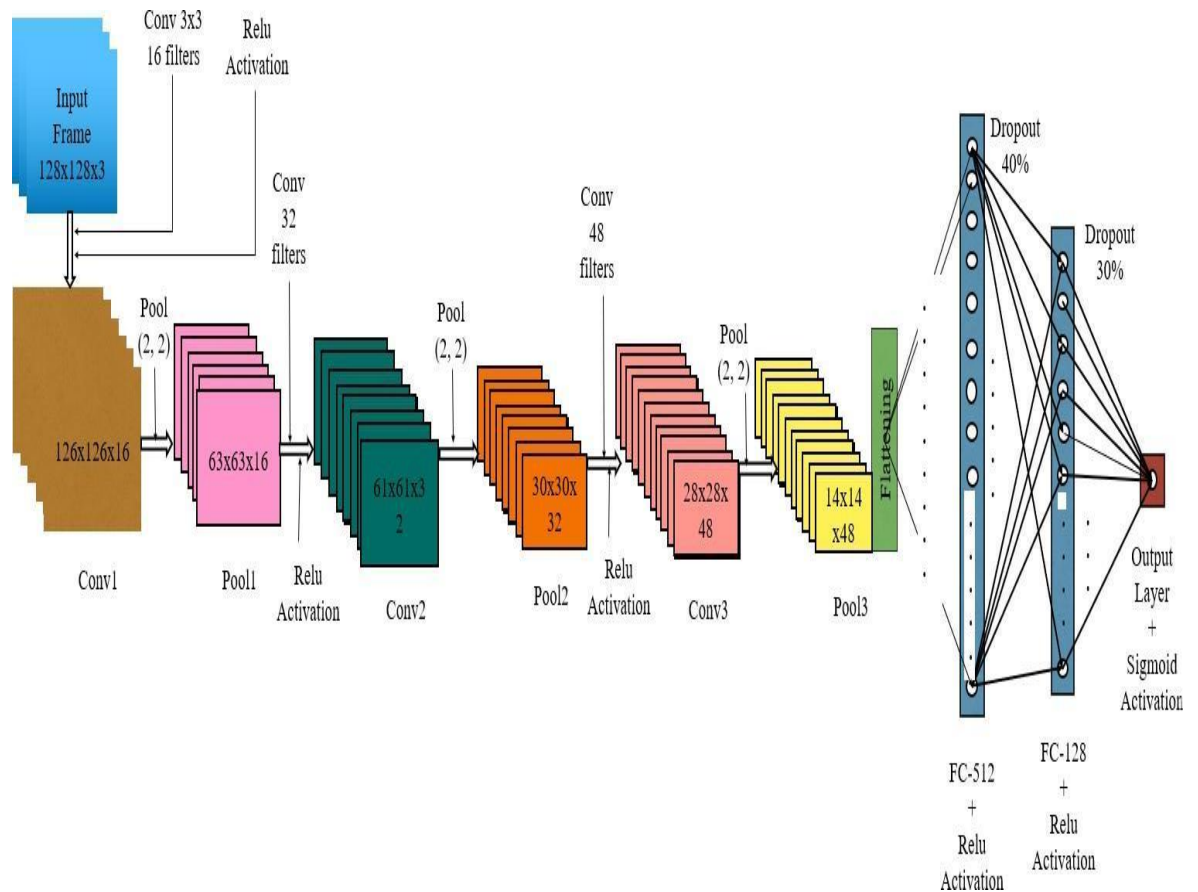 Conv 3x3
16 filters
Relu
Activation
Input
Frame
128x128x3
Conv
32
filters
Conv
48
filters
Dropout
40%
Dropout
30%
Pool
(2, 2)
Pool
(2, 2)
Pool
(2, 2)
126x126x16
63x63x16
61x61x3
2
30x30x
32
28x28x
48
14x14
x48
Flattening
Conv1
Pool1
Relu
Activation
Conv2
Pool2
Relu
Activation
Conv3
Pool3
Output
Layer
+
Sigmoid
Activation
FC-512
+
Relu
Activation
FC-128
+
Relu
Activation